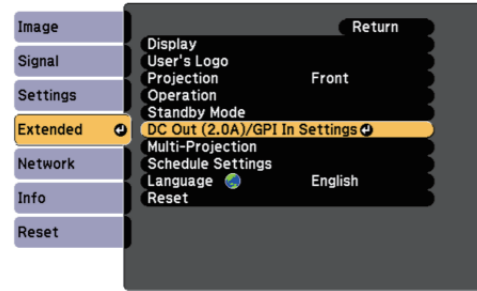 Image
Signal
Settings
Extended
Network
Info
Reset
Return
Display
User's Logo
Projection Front
Operation
Standby Mode
DC Out (2.0A)/GPI In Settings
Multi-Projection
Schedule Settings
Language English
Reset